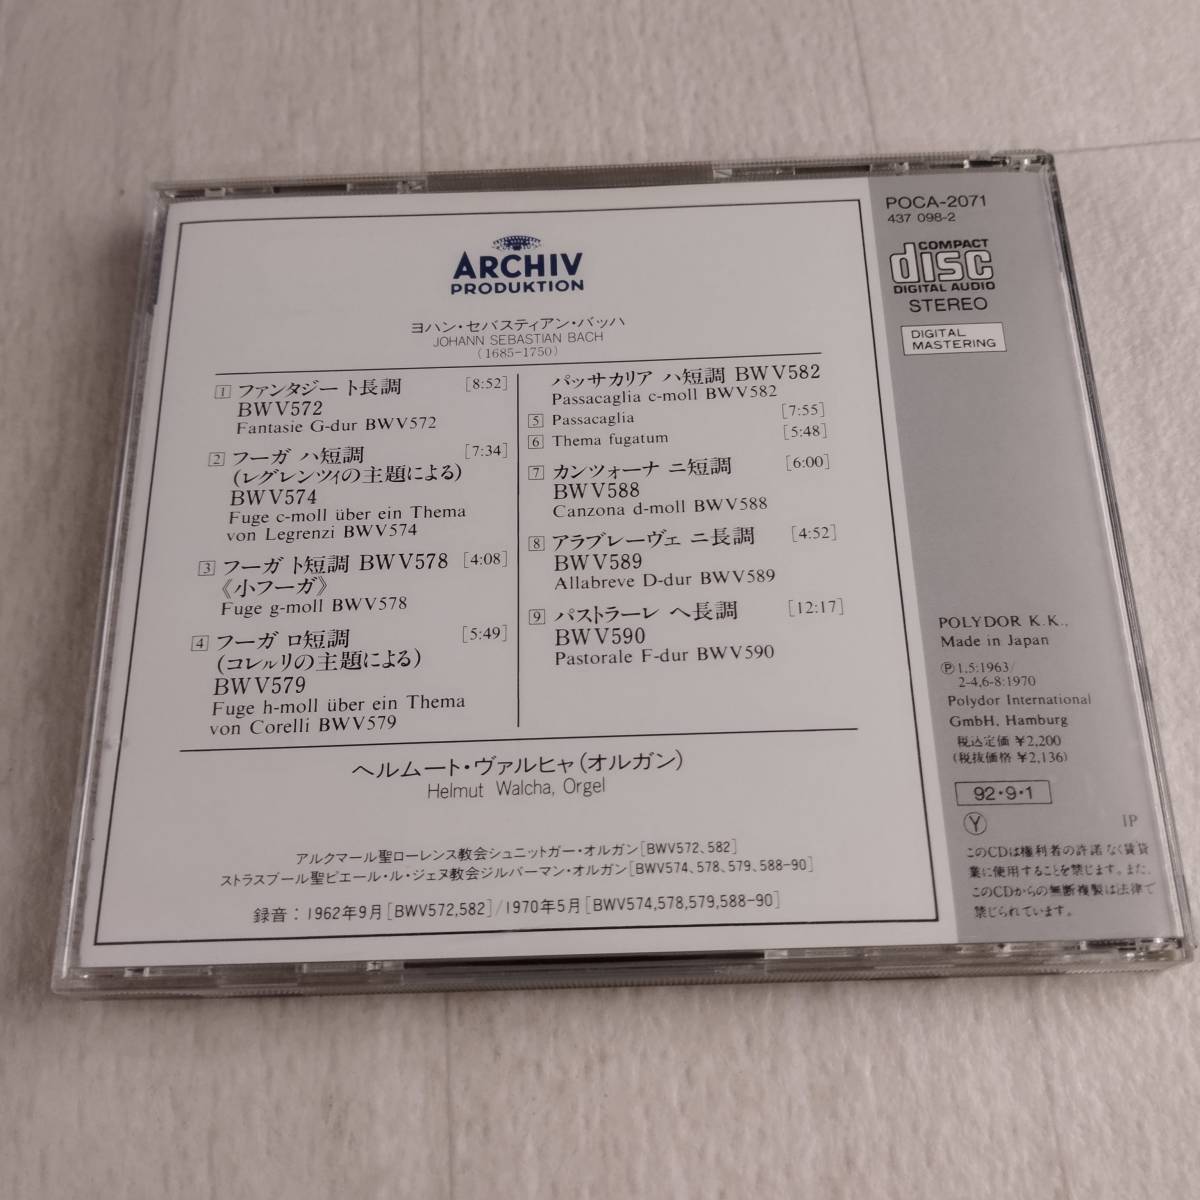 ARCHIV
PRODUKTION
ヨハン・セバスティアン・バッハ
JOHANN SEBASTIAN BACH
(1685-1750)
1 ファンタジー ト長調 [8:52]
BWV572
Fantasie G-dur BWV572
2 フーガ ハ短調 [7:34]
(レグレンツィの主題による)
BWV574
Fuge c-moll über ein Thema
von Legrenzi BWV574
3 フーガ ト短調 BWV578 [4:08]
《小フーガ》
Fuge g-moll BWV578
4 フーガ ロ短調 [5:49]
(コレルリの主題による)
BWV579
Fuge h-moll über ein Thema
von Corelli BWV579
パッサカリア ハ短調 BWV582
Passacaglia c-moll BWV582
5 Passacaglia [7:55]
6 Thema fugatum [5:48]
7 カンツォーナ ニ短調 [6:00]
BWV588
Canzona d-moll BWV588
8 アラブレーヴェ ニ長調 [4:52]
BWV589
Allabreve D-dur BWV589
9 パストラーレ ヘ長調 [12:17]
BWV590
Pastorale F-dur BWV590
ヘルムート・ヴァルヒャ(オルガン)
Helmut Walcha, Orgel
アルクマール聖ローレンス教会シュニットガー・オルガン[BWV572、582]
ストラスブール聖ピエール・ル・ジェヌ教会ジルバーマン・オルガン[BWV574、578、579、588-90]
録音：1962年9月[BWV572,582]/1970年5月[BWV574,578,579,588-90]
POCA-2071
437 098-2
COMPACT
disc
DIGITAL AUDIO
STEREO
DIGITAL
MASTERING
POLYDOR K.K.,
Made in Japan
Ⓟ1,5:1963/
2-4,6-8:1970
Polydor International
GmbH, Hamburg
税込定価 ￥2,200
(税抜価格 ￥2,136)
92・9・1
Ⓨ 1P
このCDは権利者の許諾なく賃貸
業に使用することを禁じます。また、
このCDからの無断複製は法律で
禁じられています。